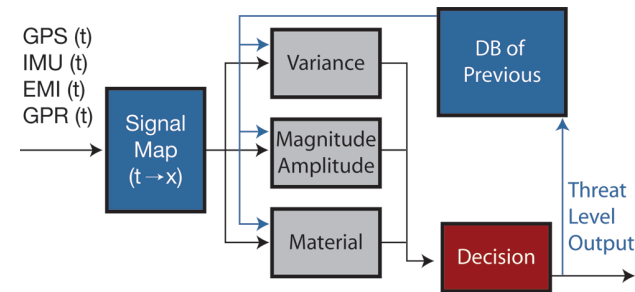 GPS (t)
IMU (t)
EMI (t)
GPR (t)
Signal
Map
(t→x)
Variance
Magnitude
Amplitude
Material
DB of
Previous
Decision
Threat
Level
Output